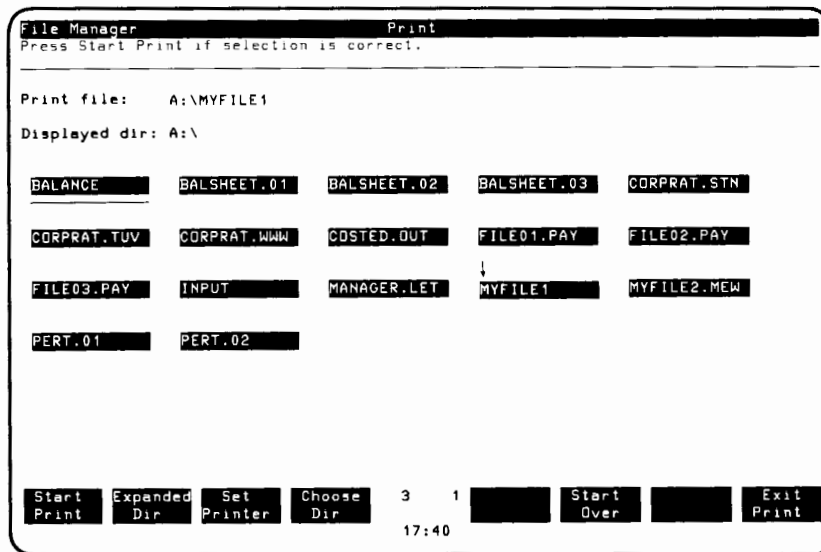 File Manager Print
Press Start Print if selection is correct.
Print file: A:\MYFILE1
Displayed dir: A:\
BALANCE BALSHEET.01 BALSHEET.02 BALSHEET.03 CORPRAT.STN
CORPRAT.TUV CORPRAT.WWW COSTED.OUT FILE01.PAY FILE02.PAY
FILE03.PAY INPUT MANAGER.LET MYFILE1 MYFILE2.MEW
PERT.01 PERT.02
Start Expanded Set Choose 3 1 Start Exit
Print Dir Printer Dir Over Print
17:40